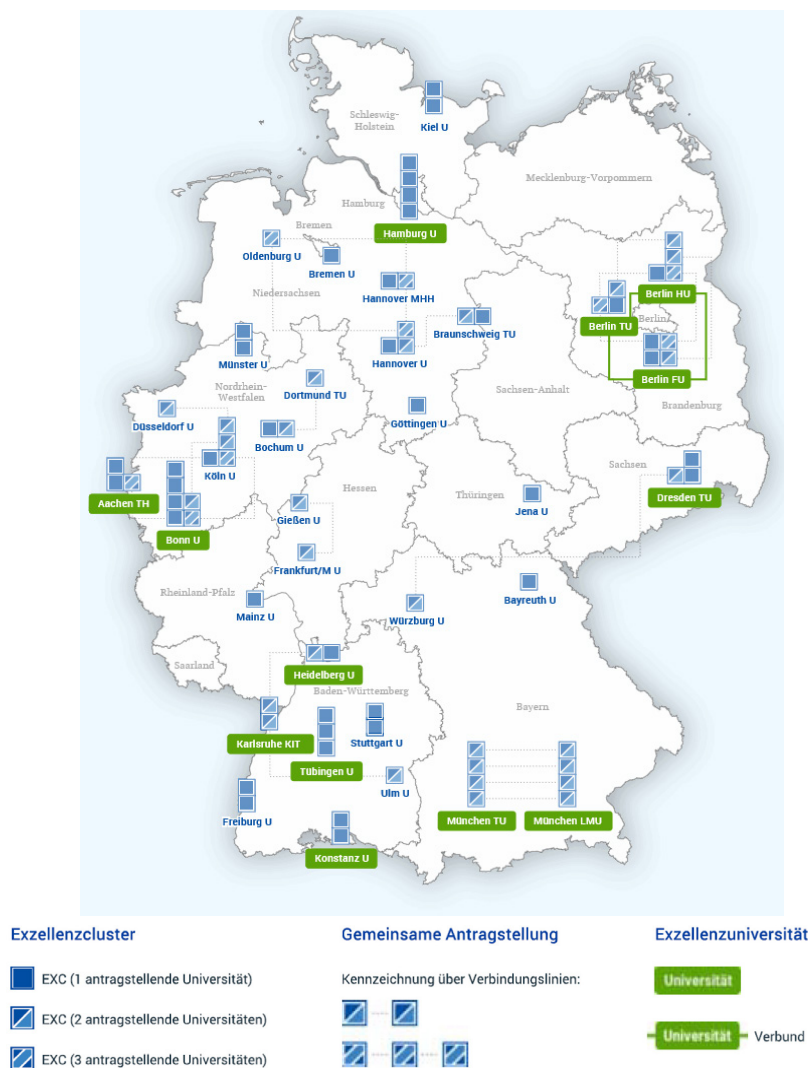 Schleswig-
Holstein
Kiel U
Mecklenburg-Vorpommern
Hamburg
Hamburg U
Bremen
Oldenburg U
Bremen U
Hannover MHH
Niedersachsen
Berlin HU
Berlin
Berlin TU
Braunschweig TU
Münster U
Hannover U
Berlin FU
Nordrhein-
Westfalen
Dortmund TU
Sachsen-Anhalt
Brandenburg
Düsseldorf U
Göttingen U
Bochum U
Köln U
Sachsen
Hessen
Thüringen
Aachen TH
Dresden TU
Jena U
Gießen U
Bonn U
Frankfurt/M U
Rheinland-Pfalz
Bayreuth U
Mainz U
Würzburg U
Saarland
Heidelberg U
Baden-Württemberg
Bayern
Karlsruhe KIT
Stuttgart U
Tübingen U
Ulm U
Freiburg U
München TU
München LMU
Konstanz U
Exzellenzcluster
EXC (1 antragstellende Universität)
EXC (2 antragstellende Universitäten)
EXC (3 antragstellende Universitäten)
Gemeinsame Antragstellung
Kennzeichnung über Verbindungslinien:
Exzellenzuniversität
Universität
Universität Verbund